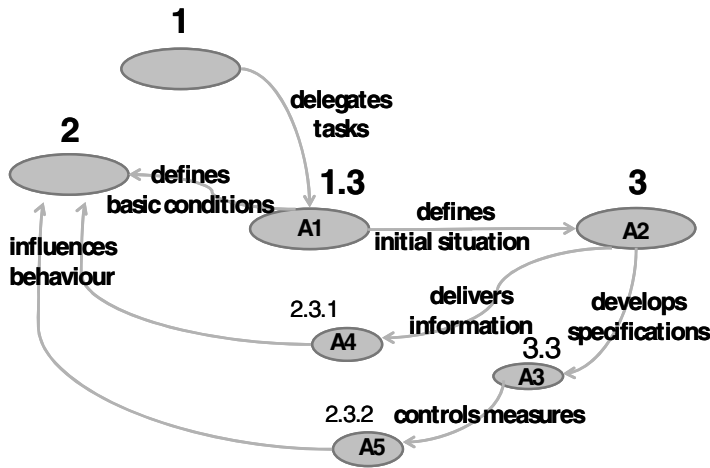 1
delegates
tasks
2
defines
basic conditions
1.3
A1
3
A2
defines
initial situation
influences
behaviour
delivers
information
develops
specifications
2.3.1
A4
3.3
A3
2.3.2
controls measures
A5